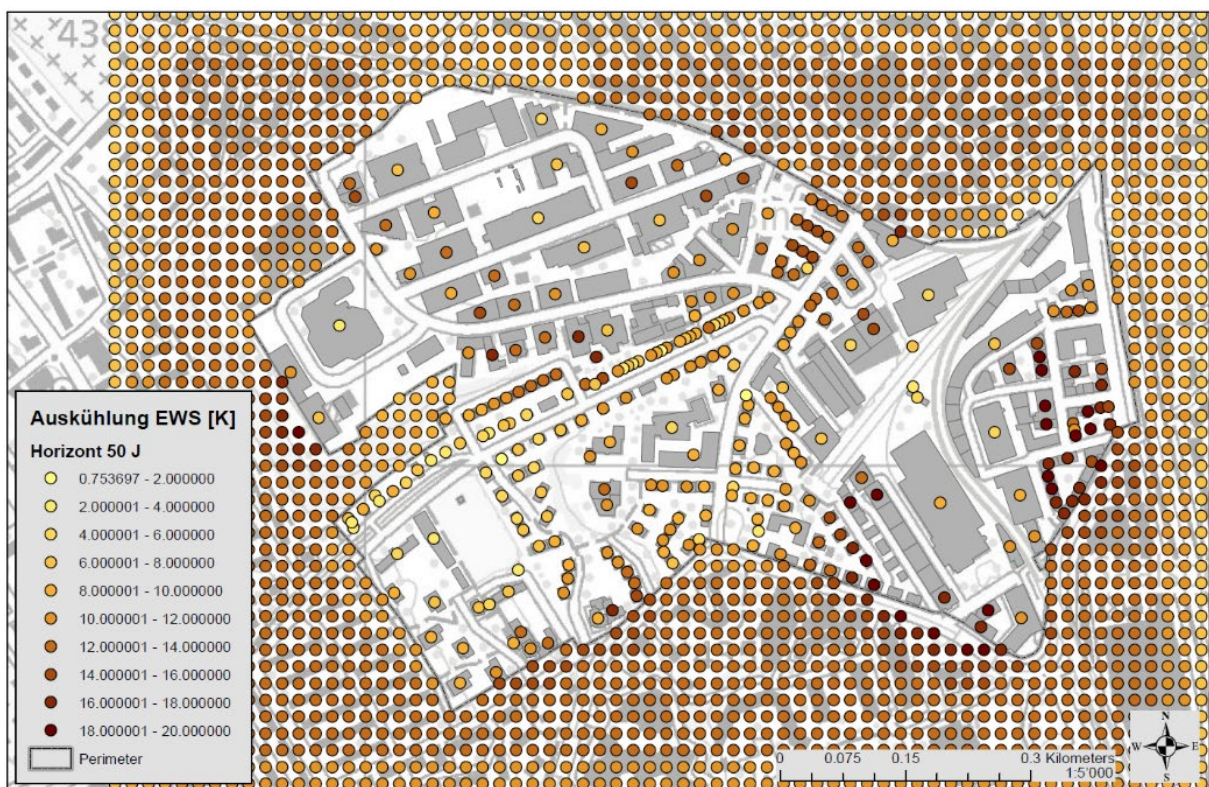 438
Auskühlung EWS [K]
Horizont 50 J
0.753697 - 2.000000
2.000001 - 4.000000
4.000001 - 6.000000
6.000001 - 8.000000
8.000001 - 10.000000
10.000001 - 12.000000
12.000001 - 14.000000
14.000001 - 16.000000
16.000001 - 18.000000
18.000001 - 20.000000
Perimeter
0 0.075 0.15 0.3 Kilometers
1:5'000
N
W E
S